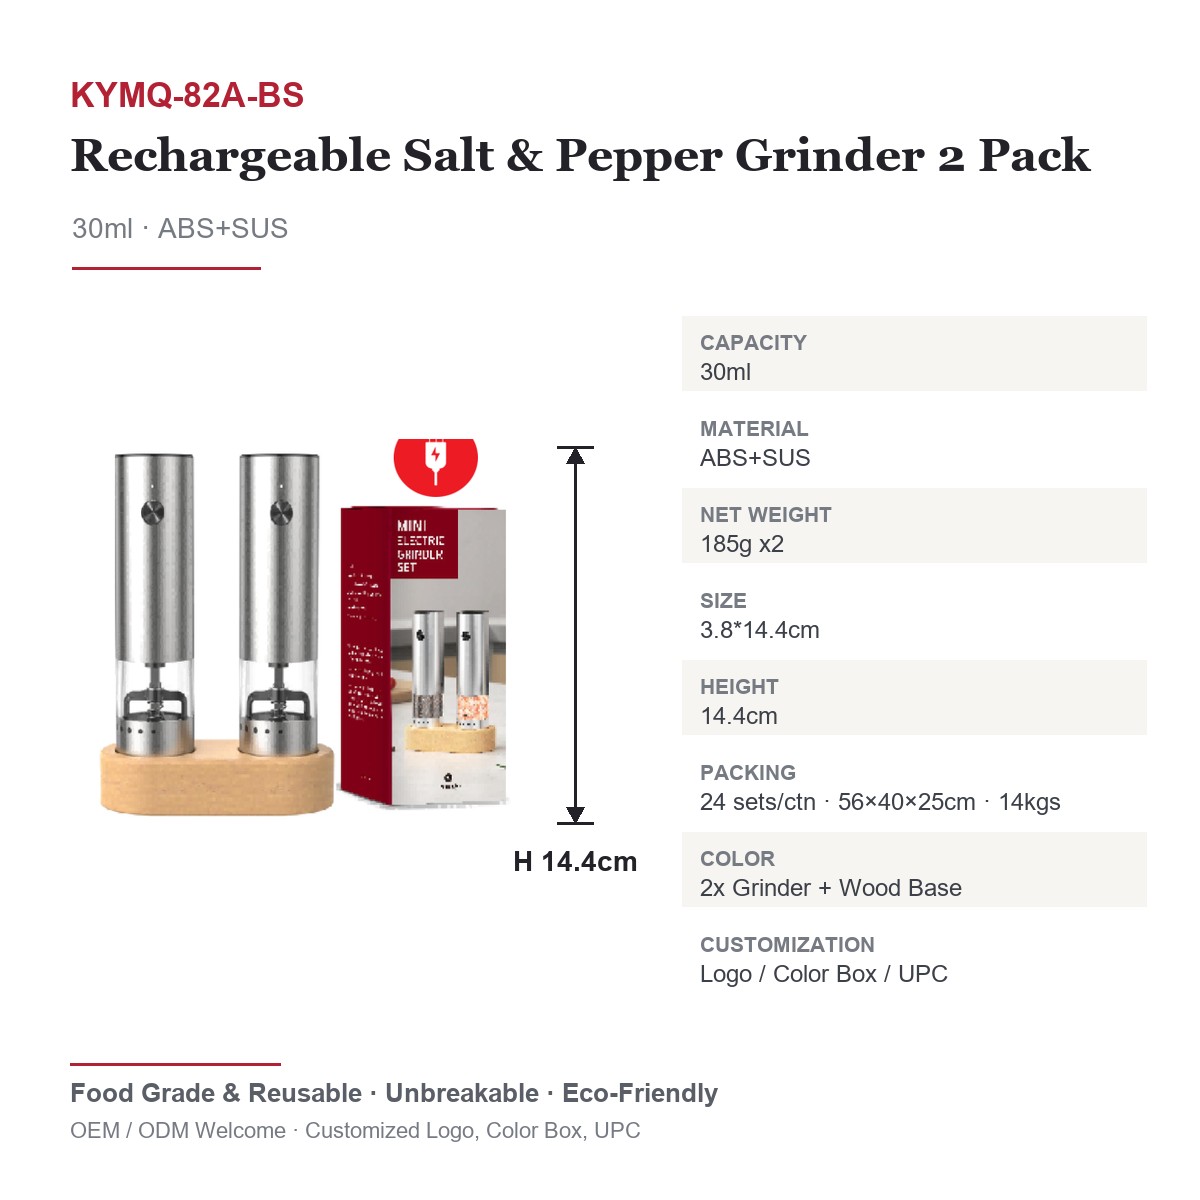 KYMQ-82A-BS
Rechargeable Salt & Pepper Grinder 2 Pack
30ml · ABS+SUS
MINI
ELECTRIC
GRINDER
SET
H 14.4cm
CAPACITY
30ml
MATERIAL
ABS+SUS
NET WEIGHT
185g x2
SIZE
3.8*14.4cm
HEIGHT
14.4cm
PACKING
24 sets/ctn · 56×40×25cm · 14kgs
COLOR
2x Grinder + Wood Base
CUSTOMIZATION
Logo / Color Box / UPC
Food Grade & Reusable · Unbreakable · Eco-Friendly
OEM / ODM Welcome · Customized Logo, Color Box, UPC